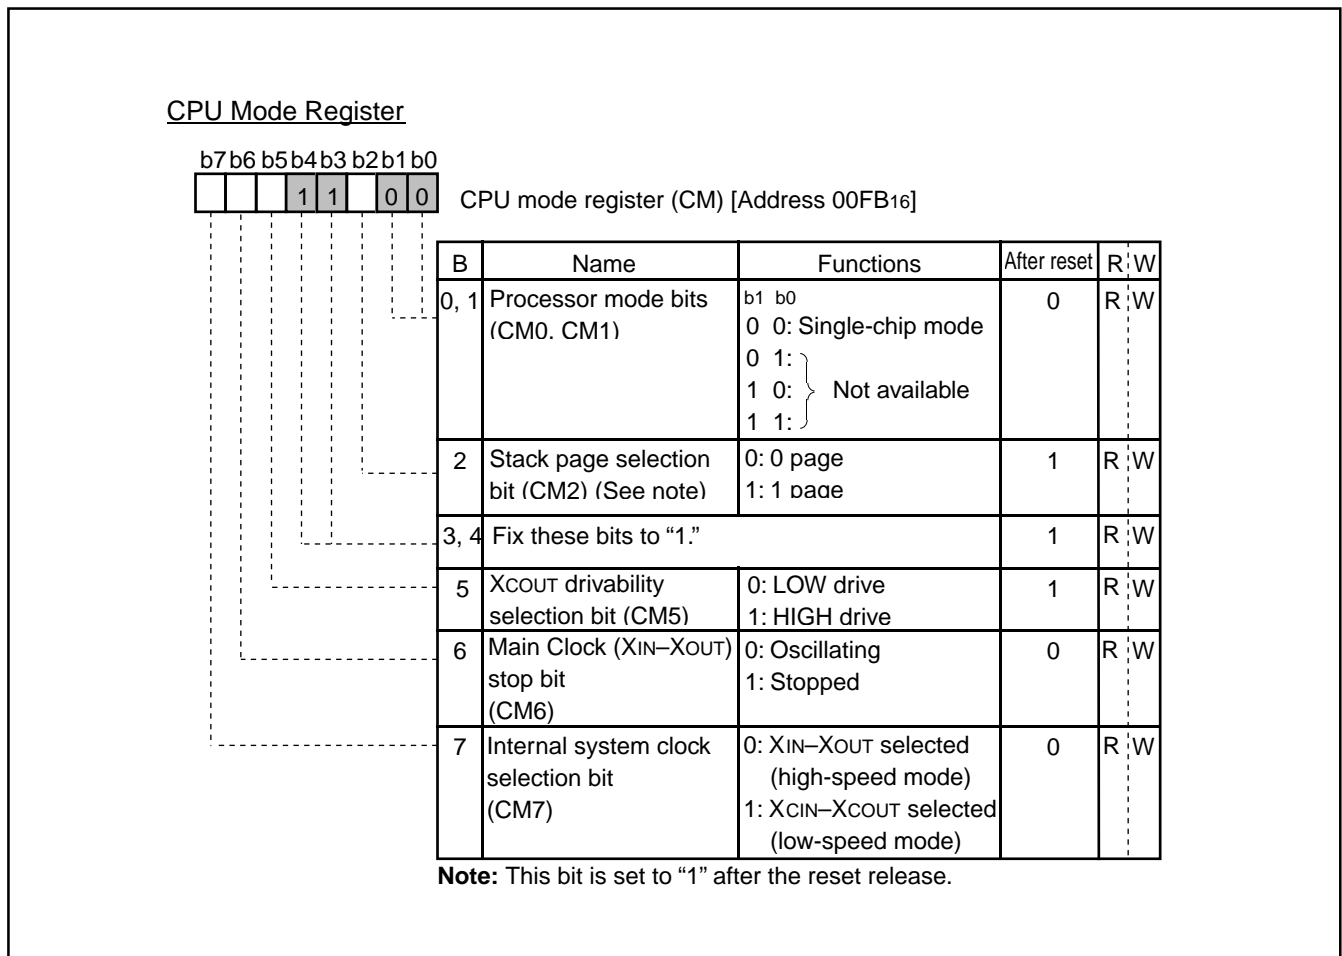 CPU Mode Register
b7 b6 b5 b4 b3 b2 b1 b0
1 1 0 0
CPU mode register (CM) [Address 00FB16]
B Name Functions After reset R W
0, 1 Processor mode bits (CM0, CM1) b1 b0 0 R W
0 0: Single-chip mode
0 1:
1 0: Not available
1 1:
2 Stack page selection 0: 0 page 1 R W
bit (CM2) (See note) 1: 1 page
3, 4 Fix these bits to “1.” 1 R W
5 XCOUT drivability 0: LOW drive 1 R W
selection bit (CM5) 1: HIGH drive
6 Main Clock (XIN–XOUT) 0: Oscillating 0 R W
stop bit 1: Stopped
(CM6)
7 Internal system clock 0: XIN–XOUT selected 0 R W
selection bit (high-speed mode)
(CM7) 1: XCIN–XCOUT selected
(low-speed mode)
Note: This bit is set to “1” after the reset release.